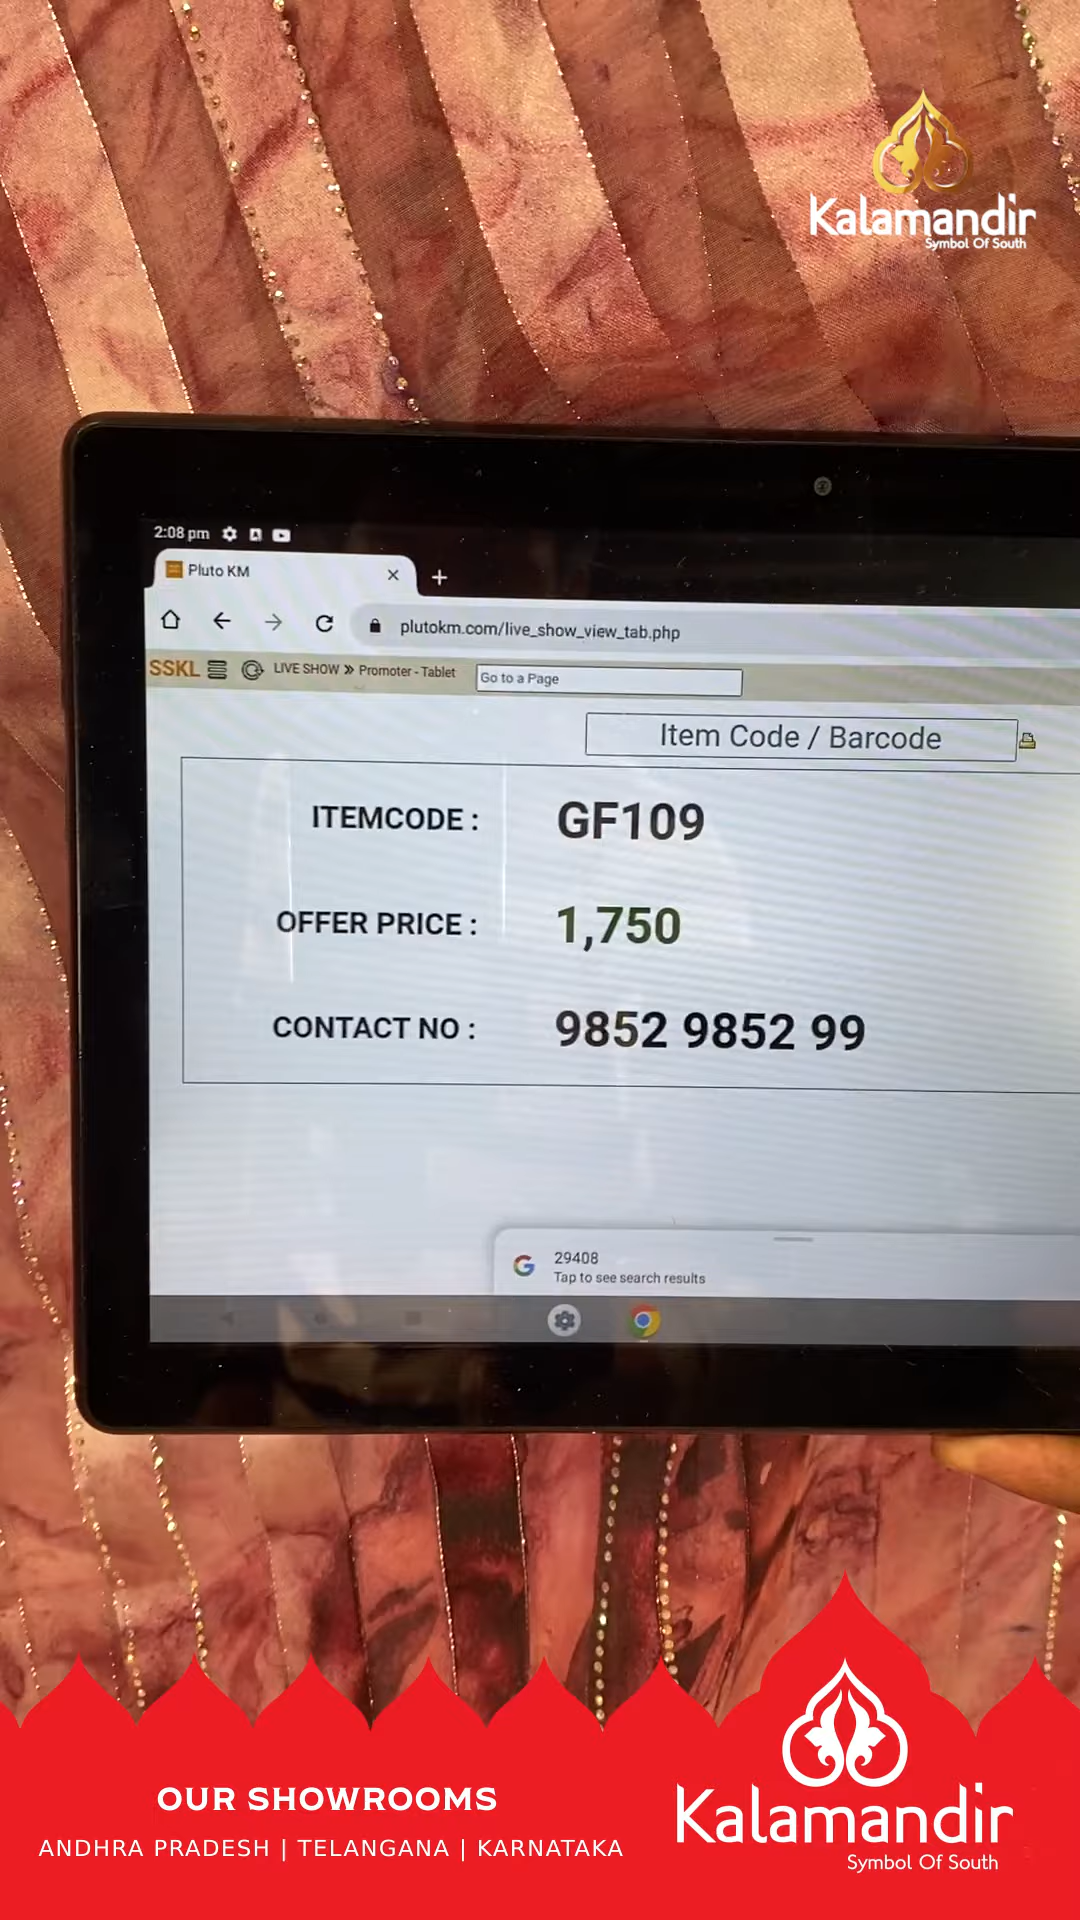 Kalamandir
Symbol Of South
2:08 pm
Pluto KM
plutokm.com/live_show_view_tab.php
SSKL LIVE SHOW » Promoter - Tablet Go to a Page
Item Code / Barcode
ITEMCODE : GF109
OFFER PRICE : 1,750
CONTACT NO : 9852 9852 99
29408
Tap to see search results
OUR SHOWROOMS
ANDHRA PRADESH | TELANGANA | KARNATAKA
Kalamandir
Symbol Of South